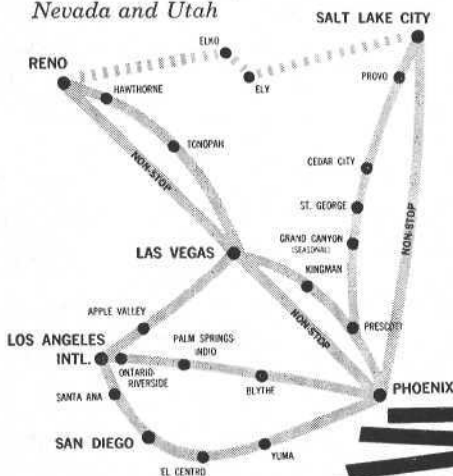 Nevada and Utah
SALT LAKE CITY
ELKO
RENO
ELY
PROVO
HAWTHORNE
TONOPAH
NON-STOP
CEDAR CITY
ST. GEORGE
NON-STOP
GRAND CANYON
(SEASONAL)
LAS VEGAS
KINGMAN
NON-STOP
APPLE VALLEY
PRESCOTT
LOS ANGELES
INTL.
PALM SPRINGS-
INDIO
ONTARIO-
RIVERSIDE
BLYTHE
PHOENIX
SANTA ANA
SAN DIEGO
YUMA
EL CENTRO